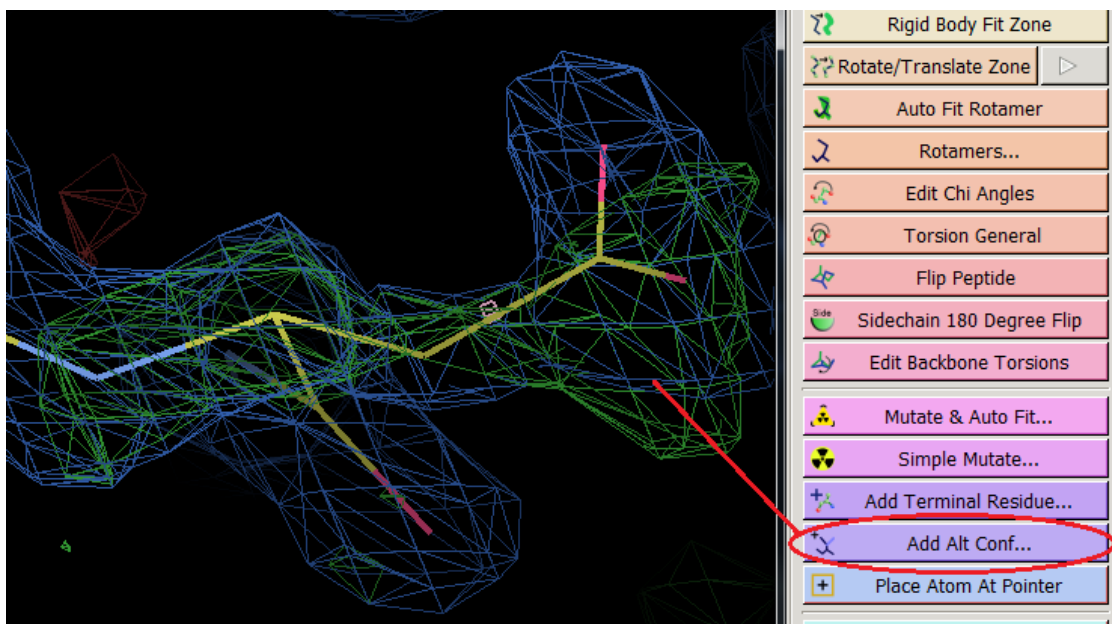 Rigid Body Fit Zone
Rotate/Translate Zone
Auto Fit Rotamer
Rotamers...
Edit Chi Angles
Torsion General
Flip Peptide
Side
Sidechain 180 Degree Flip
Edit Backbone Torsions
Mutate & Auto Fit...
Simple Mutate...
Add Terminal Residue...
Add Alt Conf...
Place Atom At Pointer